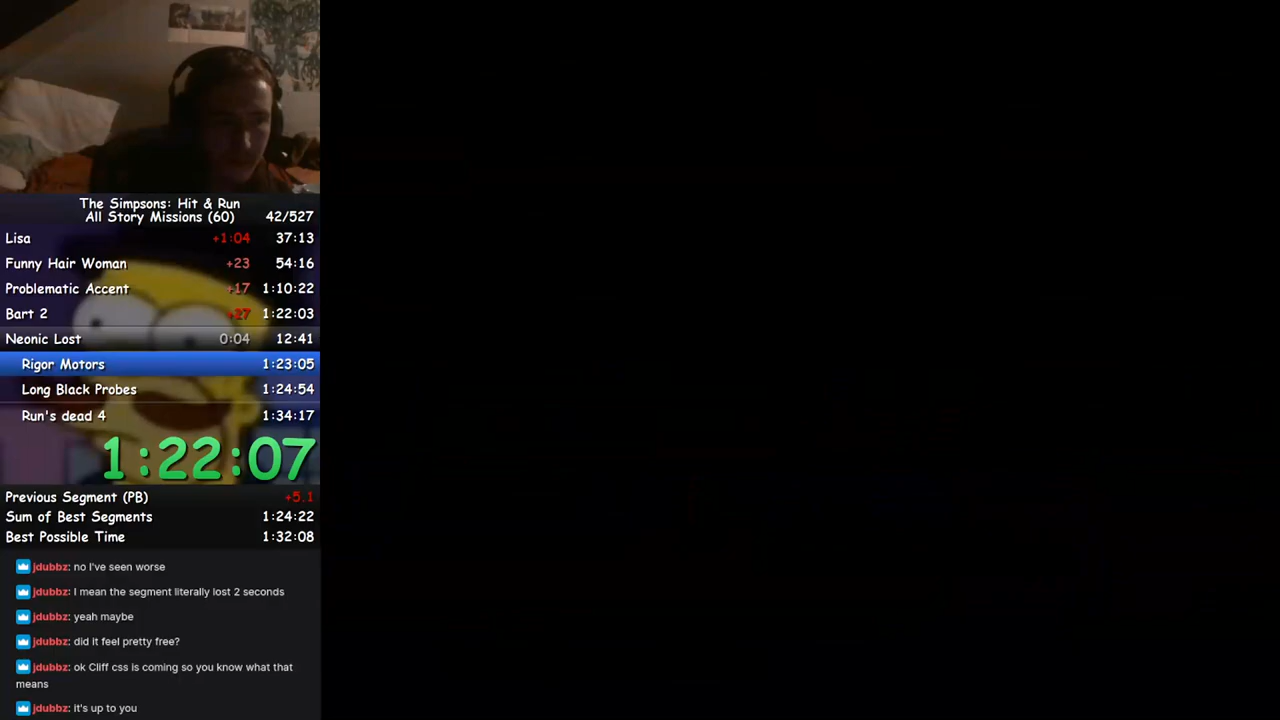 The Simpsons: Hit & Run
All Story Missions (60) 42/527
Lisa +1:04 37:13
Funny Hair Woman +23 54:16
Problematic Accent +17 1:10:22
Bart 2 +27 1:22:03
Neonic Lost 0:04 12:41
Rigor Motors 1:23:05
Long Black Probes 1:24:54
Run's dead 4 1:34:17
1:22:07
Previous Segment (PB) +5.1
Sum of Best Segments 1:24:22
Best Possible Time 1:32:08
jdubbz: no I've seen worse
jdubbz: I mean the segment literally lost 2 seconds
jdubbz: yeah maybe
jdubbz: did it feel pretty free?
jdubbz: ok Cliff css is coming so you know what that
means
jdubbz: it's up to you